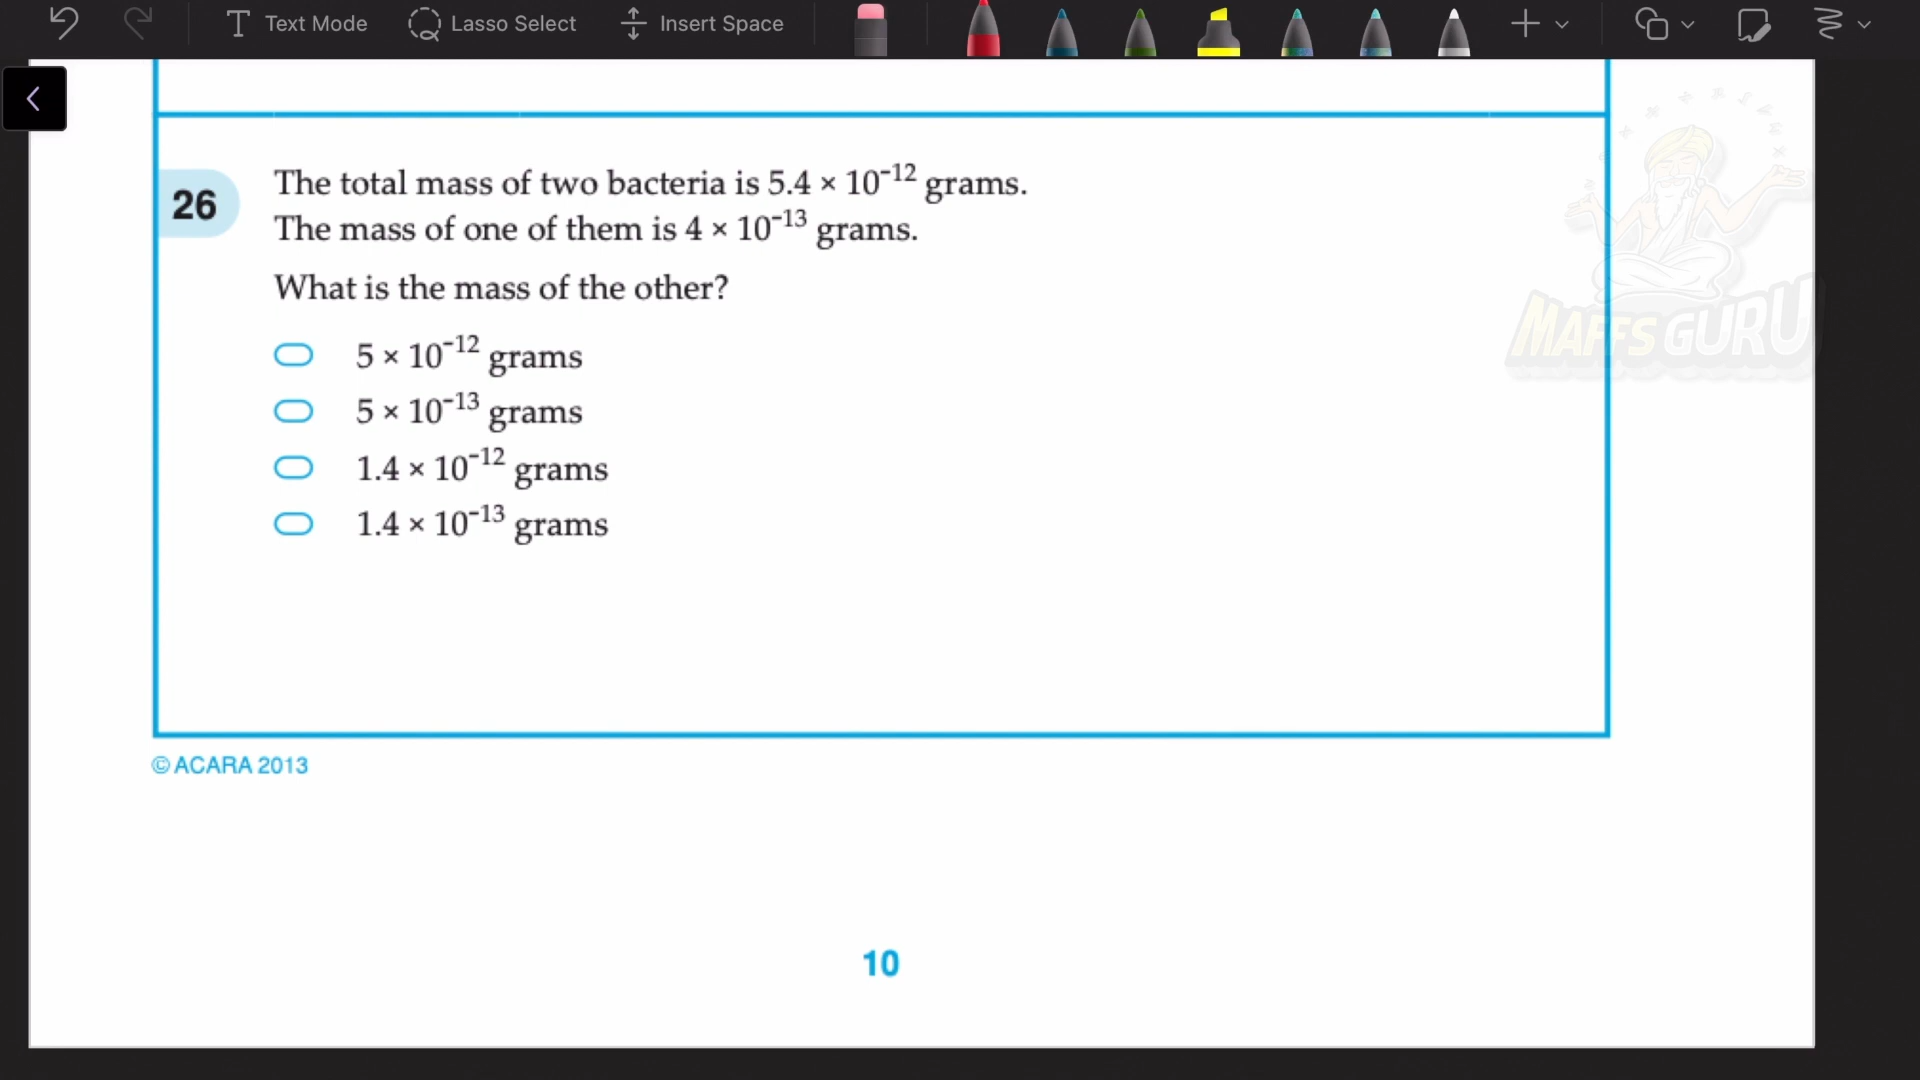 Text Mode Lasso Select Insert Space
26 The total mass of two bacteria is 5.4 × 10⁻¹² grams.
The mass of one of them is 4 × 10⁻¹³ grams.
What is the mass of the other?
5 × 10⁻¹² grams
5 × 10⁻¹³ grams
1.4 × 10⁻¹² grams
1.4 × 10⁻¹³ grams
MAFFS GURU
© ACARA 2013
10